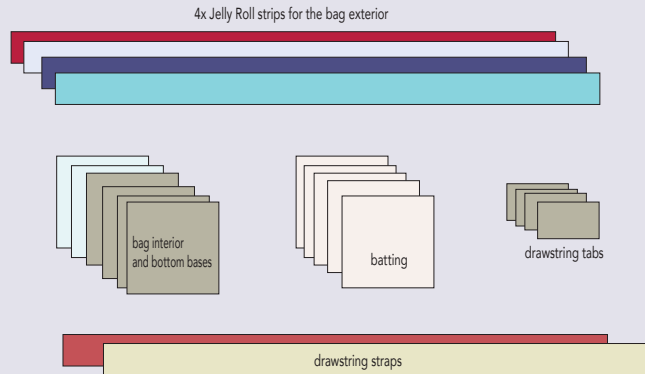 4x Jelly Roll strips for the bag exterior
bag interior
and bottom bases
batting
drawstring tabs
drawstring straps